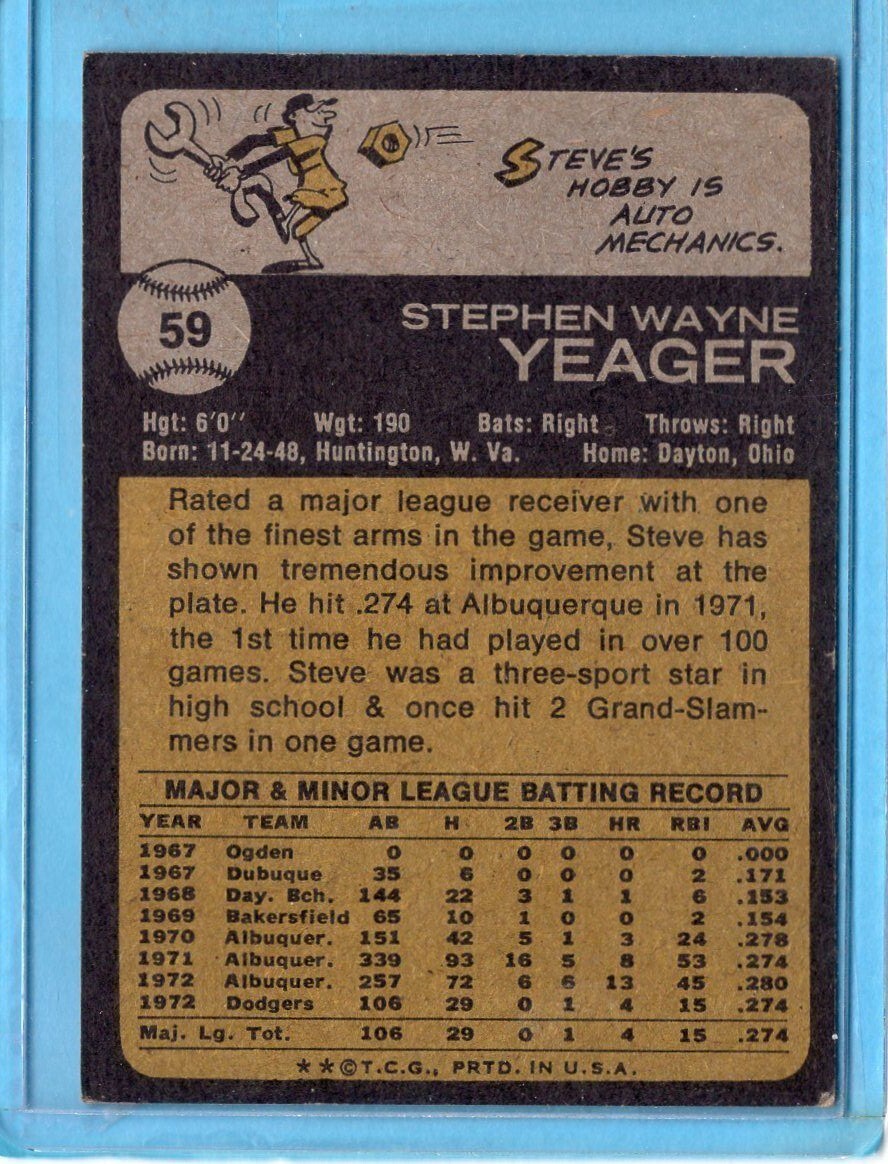 STEVE'S
HOBBY IS
AUTO
MECHANICS.
59
STEPHEN WAYNE
YEAGER
Hgt: 6'0" Wgt: 190 Bats: Right Throws: Right
Born: 11-24-48, Huntington, W. Va. Home: Dayton, Ohio
Rated a major league receiver with one
of the finest arms in the game, Steve has
shown tremendous improvement at the
plate. He hit .274 at Albuquerque in 1971,
the 1st time he had played in over 100
games. Steve was a three-sport star in
high school & once hit 2 Grand-Slam-
mers in one game.
MAJOR & MINOR LEAGUE BATTING RECORD
YEAR TEAM AB H 2B 3B HR RBI AVG
1967 Ogden 0 0 0 0 0 0 .000
1967 Dubuque 35 6 0 0 0 2 .171
1968 Day. Bch. 144 22 3 1 1 6 .153
1969 Bakersfield 65 10 1 0 0 2 .154
1970 Albuquer. 151 42 5 1 3 24 .278
1971 Albuquer. 339 93 16 5 8 53 .274
1972 Albuquer. 257 72 6 6 13 45 .280
1972 Dodgers 106 29 0 1 4 15 .274
Maj. Lg. Tot. 106 29 0 1 4 15 .274
**©T.C.G., PRTD. IN U.S.A.